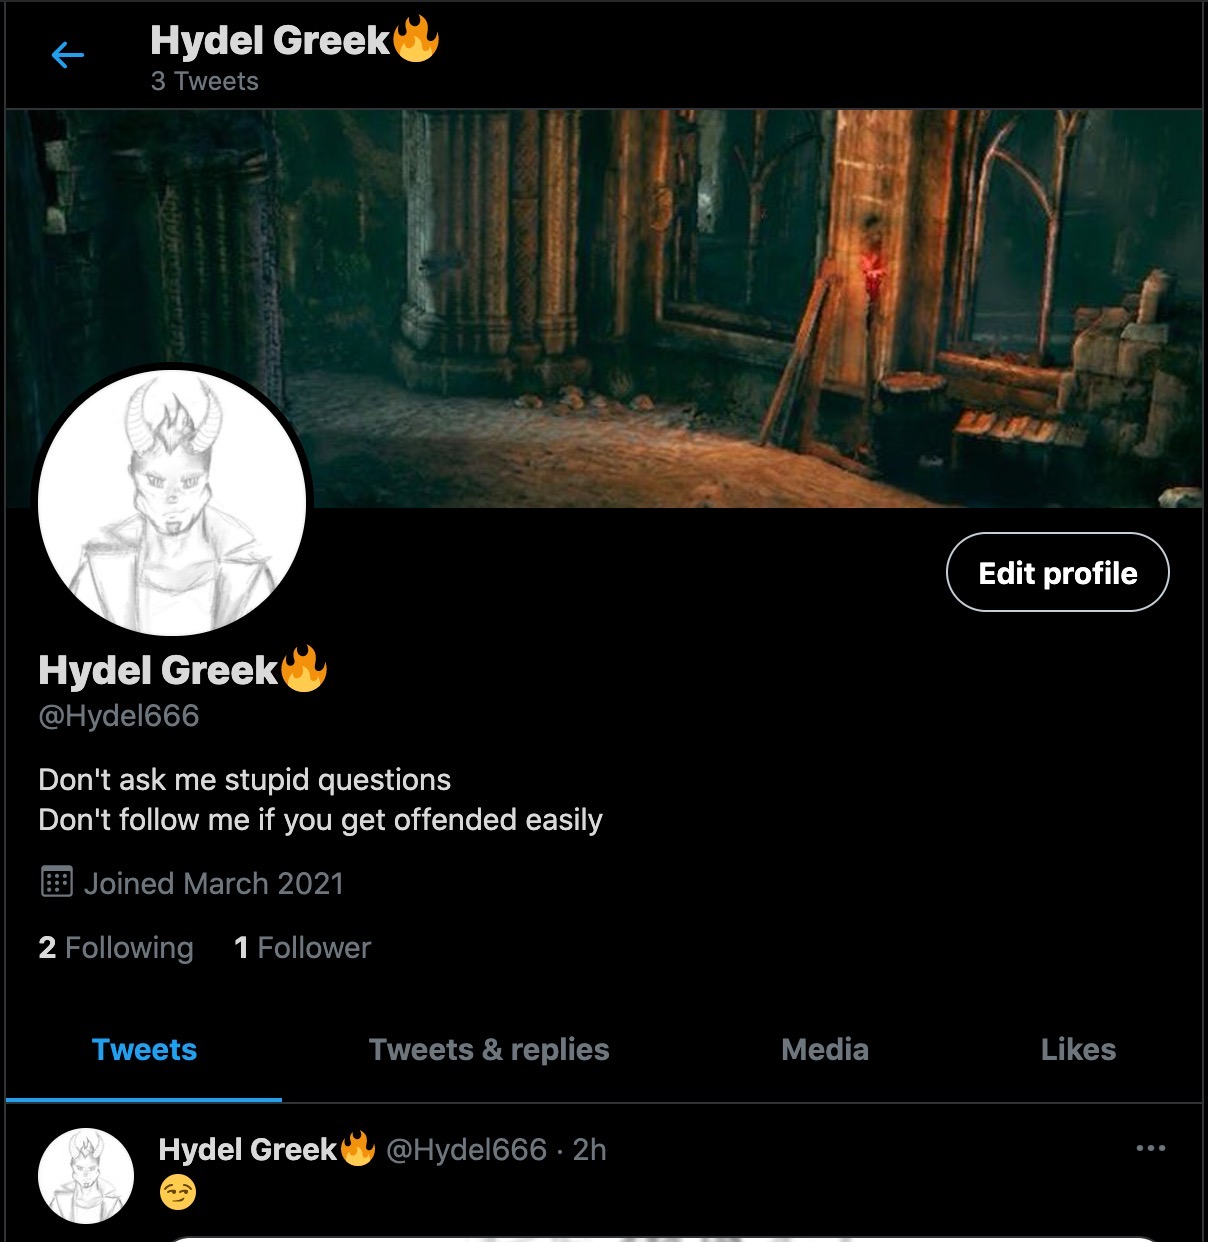 Hydel Greek🔥
3 Tweets
Edit profile
Hydel Greek🔥
@Hydel666
Don't ask me stupid questions
Don't follow me if you get offended easily
Joined March 2021
2 Following 1 Follower
Tweets Tweets & replies Media Likes
Hydel Greek🔥 @Hydel666 · 2h
😏